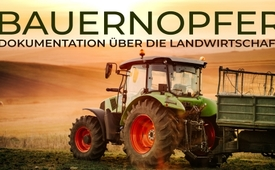 BAUERNOPFER
DOKUMENTATION ÜBER DIE LANDWIRTSCHAF